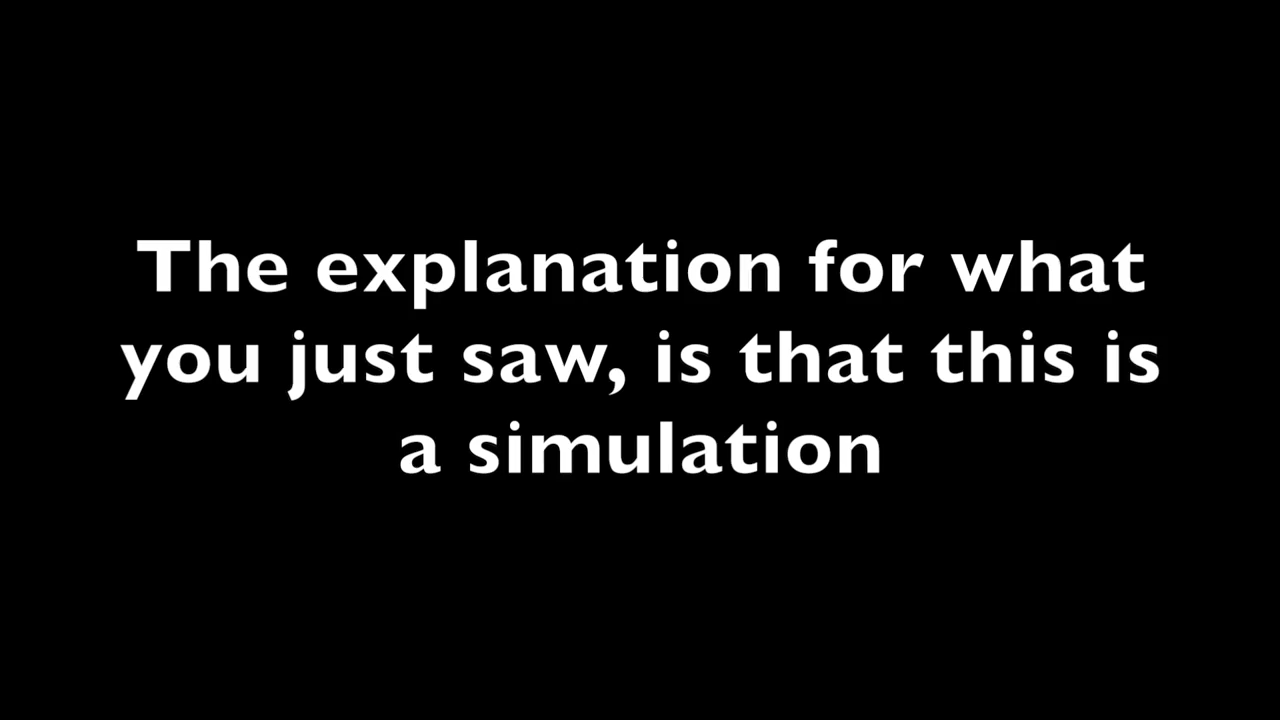 The explanation for what
you just saw, is that this is
a simulation